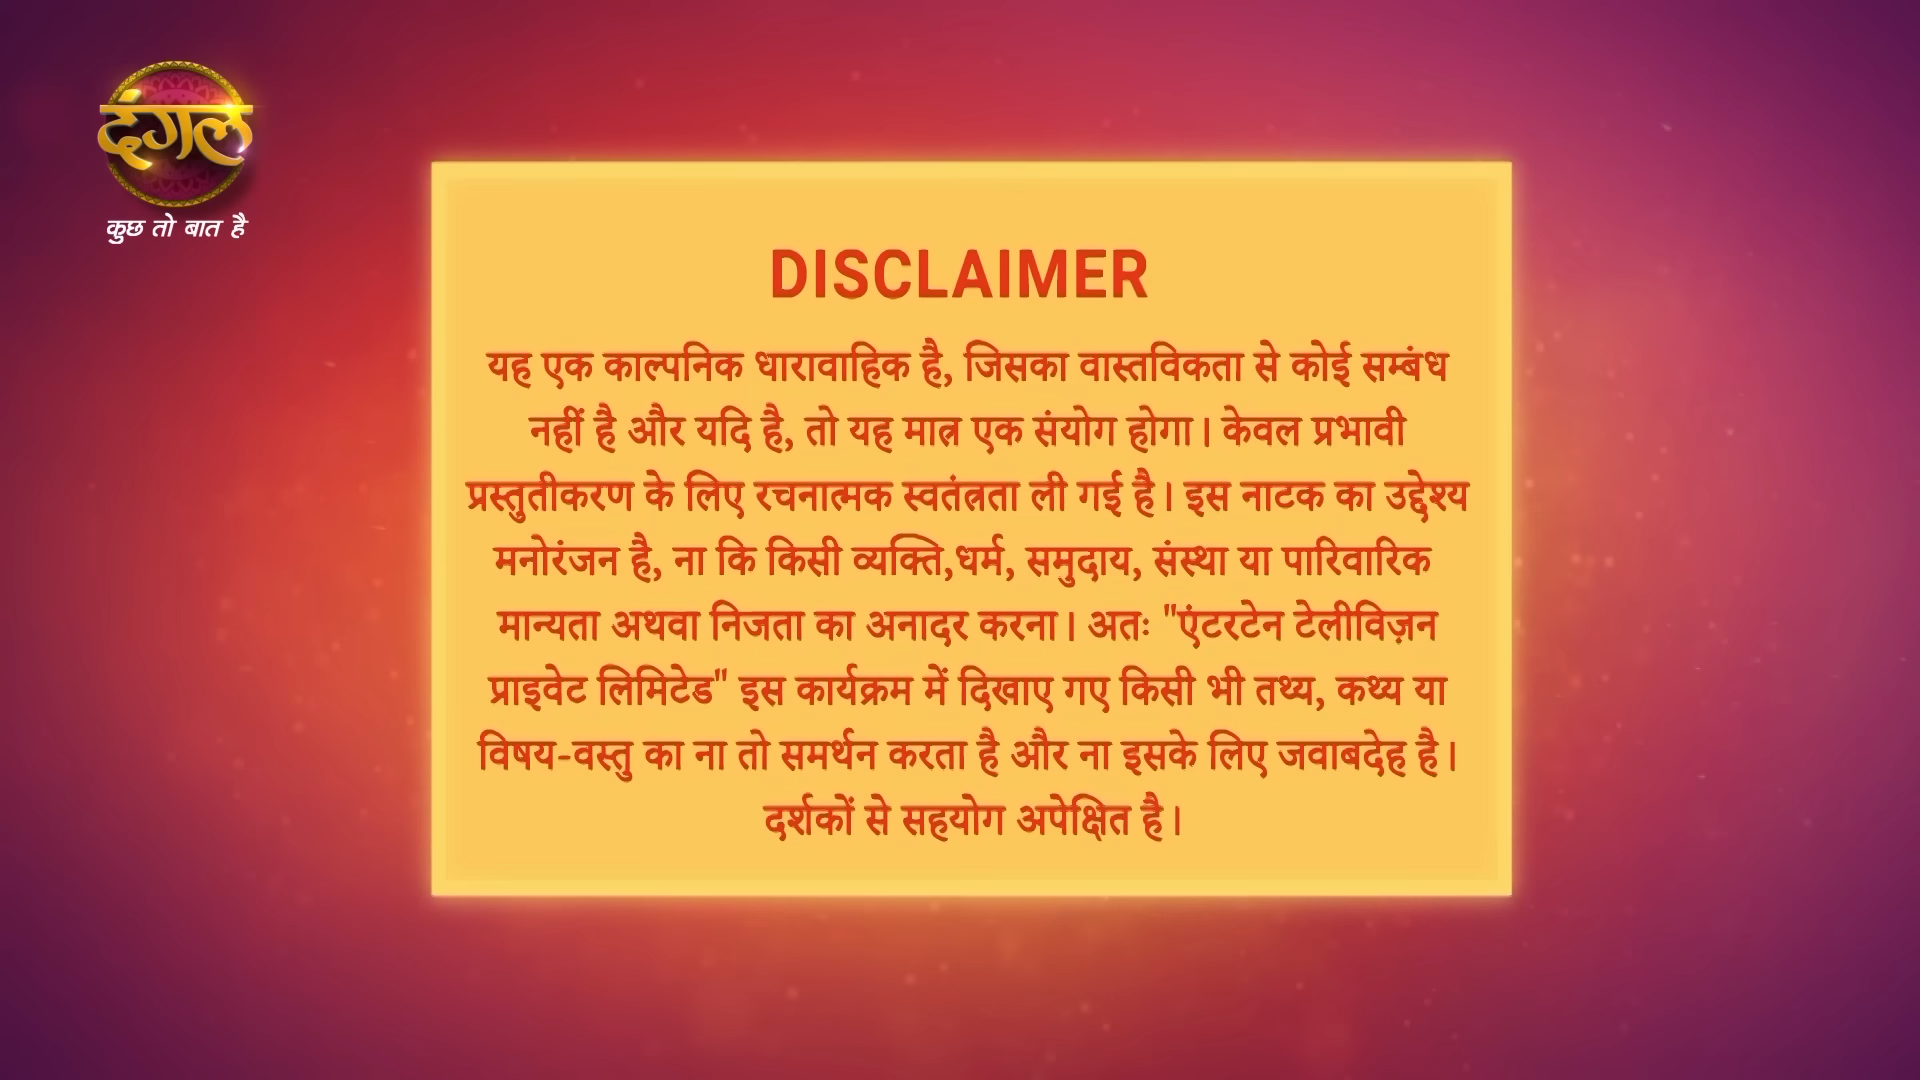 दंगल
कुछ तो बात है
DISCLAIMER
यह एक काल्पनिक धारावाहिक है, जिसका वास्तविकता से कोई सम्बंध
नहीं है और यदि है, तो यह मात्र एक संयोग होगा। केवल प्रभावी
प्रस्तुतीकरण के लिए रचनात्मक स्वतंत्रता ली गई है। इस नाटक का उद्देश्य
मनोरंजन है, ना कि किसी व्यक्ति,धर्म, समुदाय, संस्था या पारिवारिक
मान्यता अथवा निजता का अनादर करना। अतः "एंटरटेन टेलीविज़न
प्राइवेट लिमिटेड" इस कार्यक्रम में दिखाए गए किसी भी तथ्य, कथ्य या
विषय-वस्तु का ना तो समर्थन करता है और ना इसके लिए जवाबदेह है।
दर्शकों से सहयोग अपेक्षित है।